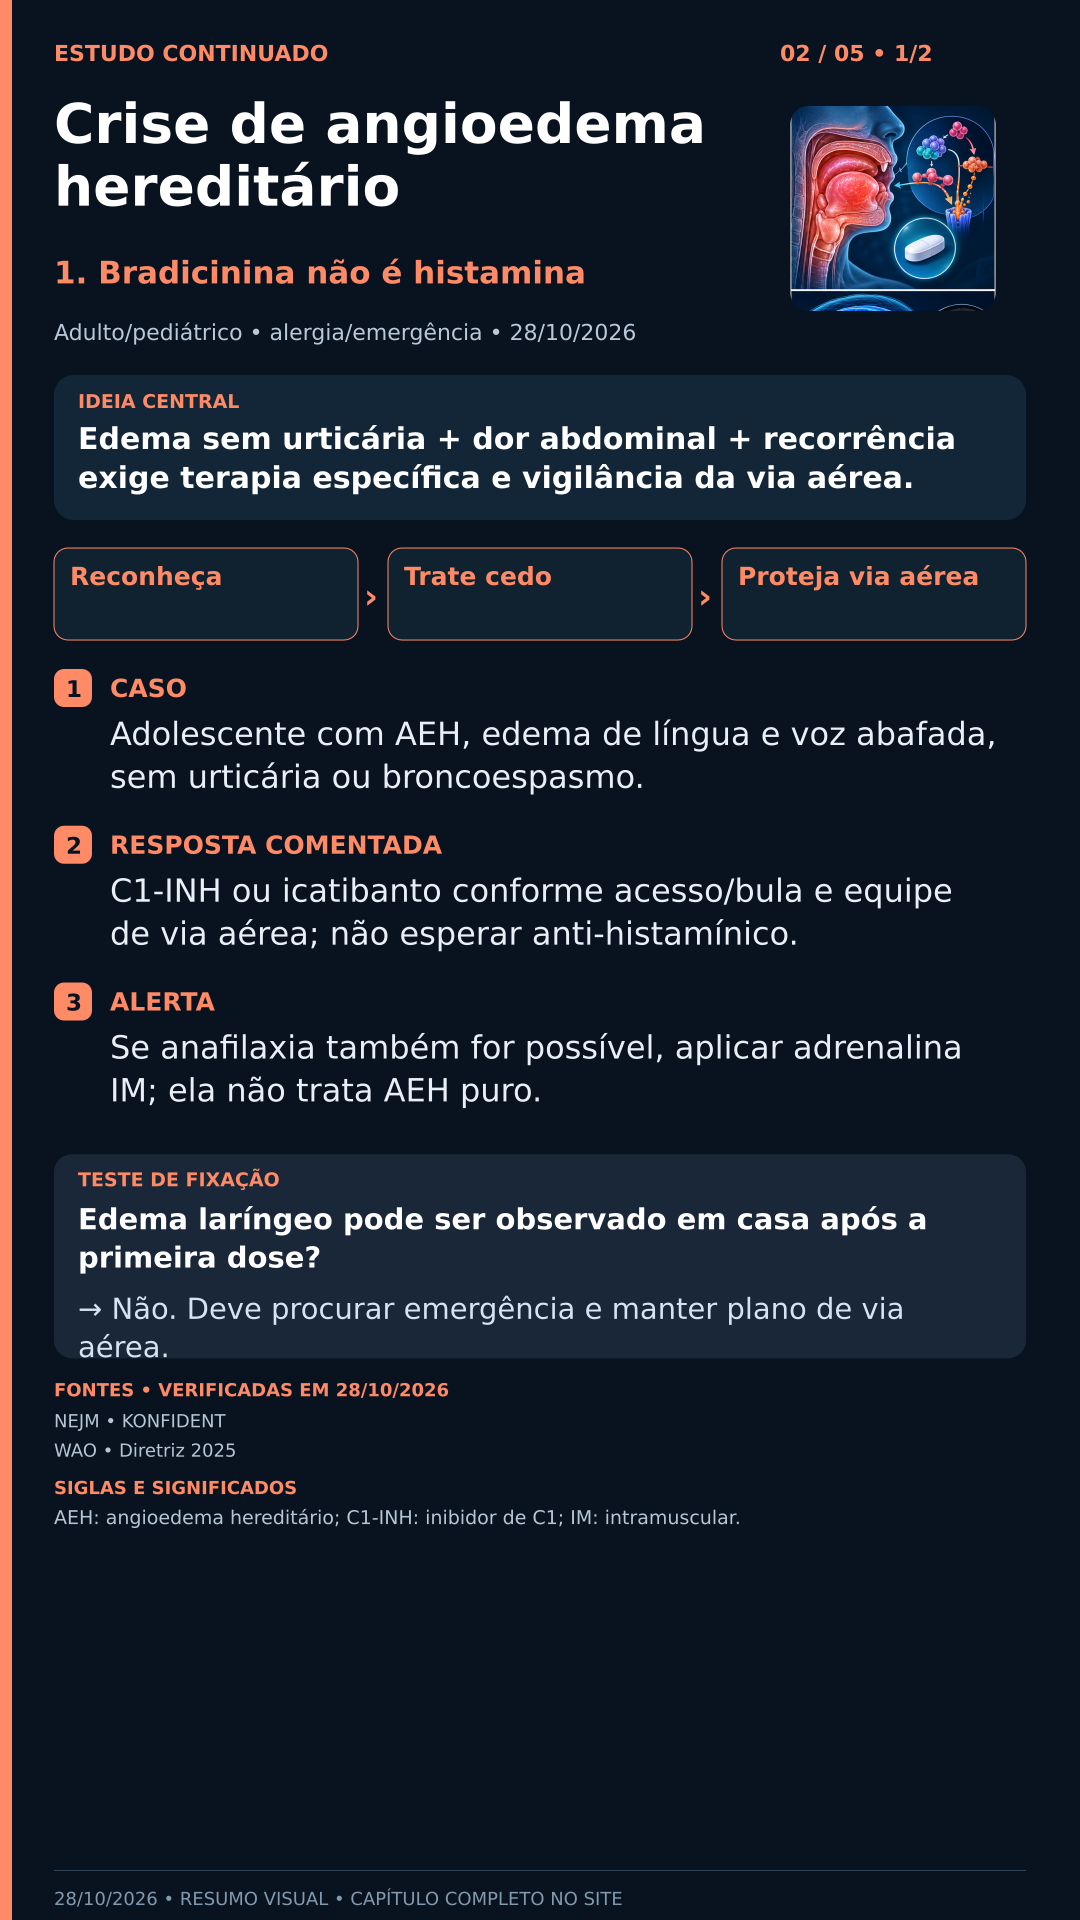 ESTUDO CONTINUADO
02 / 05 • 1/2
Crise de angioedema
hereditário
1. Bradicinina não é histamina
Adulto/pediátrico • alergia/emergência • 28/10/2026
IDEIA CENTRAL
Edema sem urticária + dor abdominal + recorrência
exige terapia específica e vigilância da via aérea.
Reconheça
›
Trate cedo
›
Proteja via aérea
1 CASO
Adolescente com AEH, edema de língua e voz abafada,
sem urticária ou broncoespasmo.
2 RESPOSTA COMENTADA
C1-INH ou icatibanto conforme acesso/bula e equipe
de via aérea; não esperar anti-histamínico.
3 ALERTA
Se anafilaxia também for possível, aplicar adrenalina
IM; ela não trata AEH puro.
TESTE DE FIXAÇÃO
Edema laríngeo pode ser observado em casa após a
primeira dose?
→ Não. Deve procurar emergência e manter plano de via
aérea.
FONTES • VERIFICADAS EM 28/10/2026
NEJM • KONFIDENT
WAO • Diretriz 2025
SIGLAS E SIGNIFICADOS
AEH: angioedema hereditário; C1-INH: inibidor de C1; IM: intramuscular.
28/10/2026 • RESUMO VISUAL • CAPÍTULO COMPLETO NO SITE